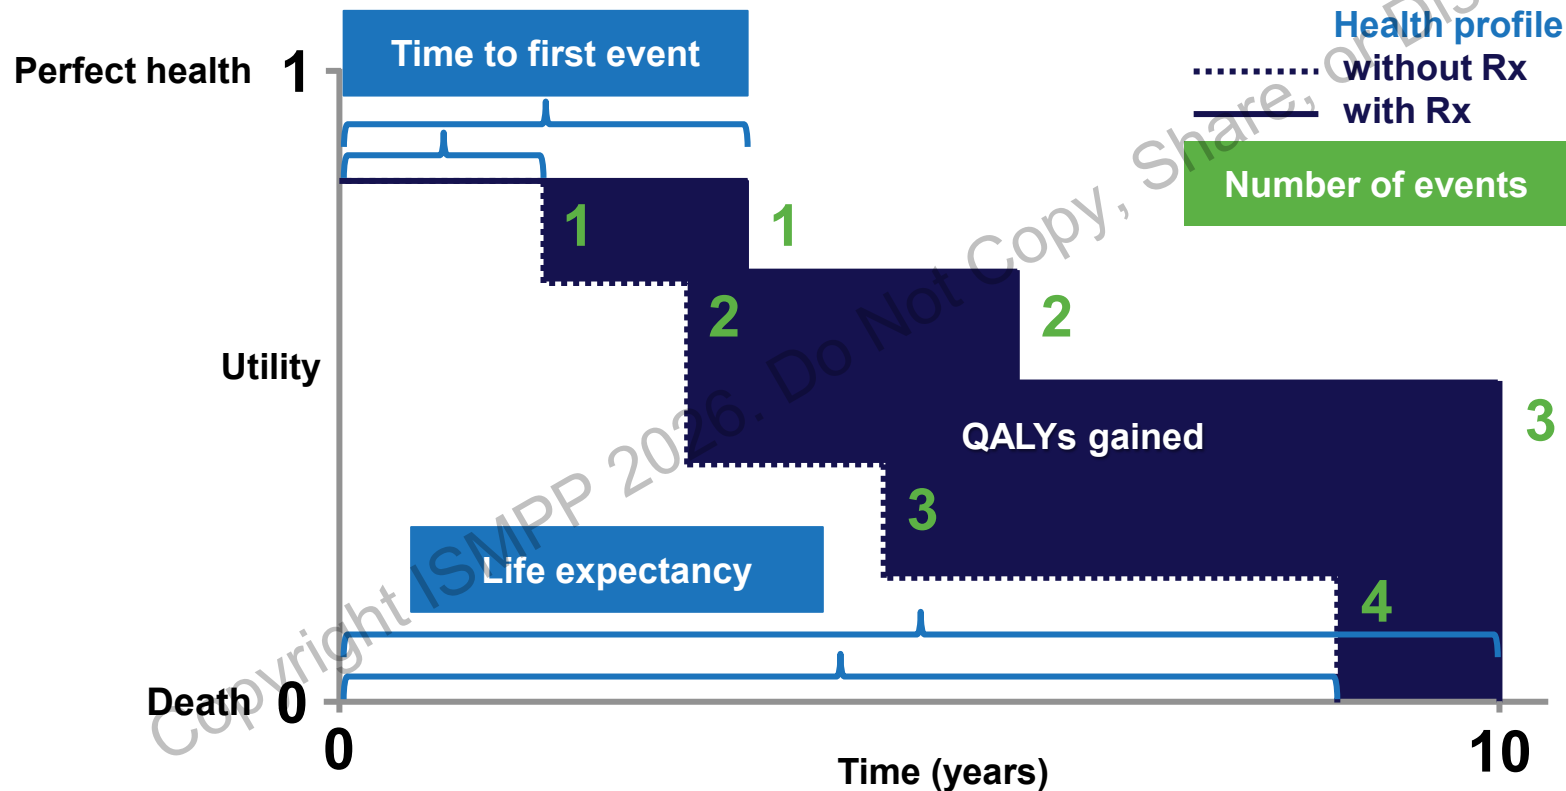 Time to first event
Health profile
without Rx
with Rx
Number of events
Perfect health 1
1
1
2
2
Utility
QALYs gained
3
3
Life expectancy
4
Death 0
0
10
Time (years)
Copyright ISMPP 2026. Do Not Copy, Share, or Dis